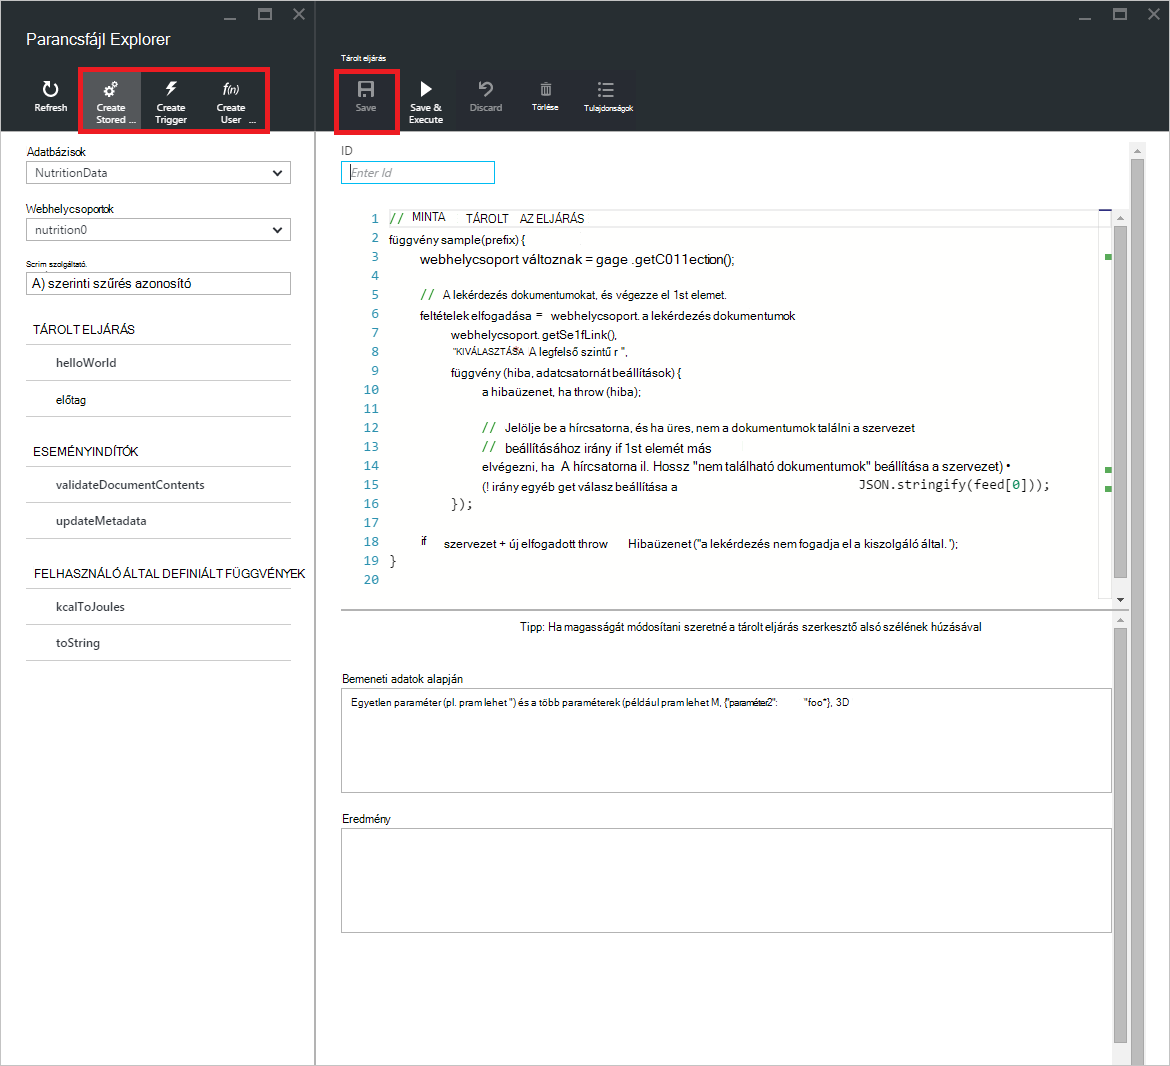 Parancsfájl Explorer
Refresh
Create Stored ...
Create Trigger
Create User ...
Adatbázisok
NutritionData
Webhelycsoportok
nutrition0
Scrim szolgáltató.
A) szerinti szűrés azonosító
TÁROLT ELJÁRÁS
helloWorld
előtag
ESEMÉNYINDÍTÓK
validateDocumentContents
updateMetadata
FELHASZNÁLÓ ÁLTAL DEFINIÁLT FÜGGVÉNYEK
kcalToJoules
toString
Tárolt eljárás
Save
Save & Execute
Discard
Törlése
Tulajdonságok
ID
Enter Id
1 // MINTA TÁROLT AZ ELJÁRÁS
2 függvény sample(prefix) {
3 webhelycsoport változnak = gage .getC011ection();
4
5 // A lekérdezés dokumentumokat, és végezze el 1st elemet.
6 feltételek elfogadása = webhelycsoport. a lekérdezés dokumentumok
7 webhelycsoport. getSe1fLink(),
8 "KIVÁLASZTÁSA A legfelső szintű r ",
9 függvény (hiba, adatcsatornát beállítások) {
10 a hibaüzenet, ha throw (hiba);
11
12 // Jelölje be a hírcsatorna, és ha üres, nem a dokumentumok találni a szervezet
13 // beállításához irány if 1st elemét más
14 elvégezni, ha A hírcsatorna il. Hossz "nem található dokumentumok" beállítása a szervezet) •
15 (! irány egyéb get válasz beállítása a JSON.stringify(feed[0]));
16 });
17
18 if szervezet + új elfogadott throw Hibaüzenet ("a lekérdezés nem fogadja el a kiszolgáló által. ");
19 }
20
Tipp: Ha magasságát módosítani szeretné a tárolt eljárás szerkesztő alsó szélének húzásával
Bemeneti adatok alapján
Egyetlen paraméter (pl. pram lehet ") és a több paraméterek (például pram lehet M, {"paraméter2": "foo"}, 3D
Eredmény